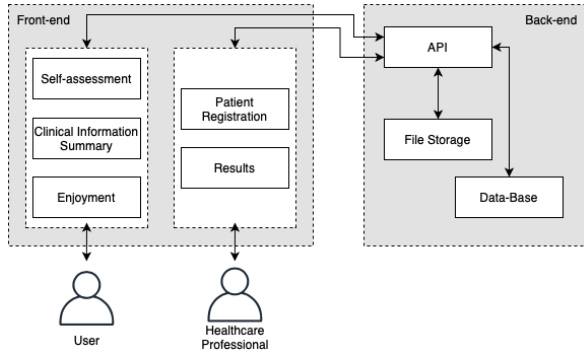 Front-end
Back-end
Self-assessment
Clinical Information
Summary
Enjoyment
Patient
Registration
Results
API
File Storage
Data-Base
User
Healthcare
Professional